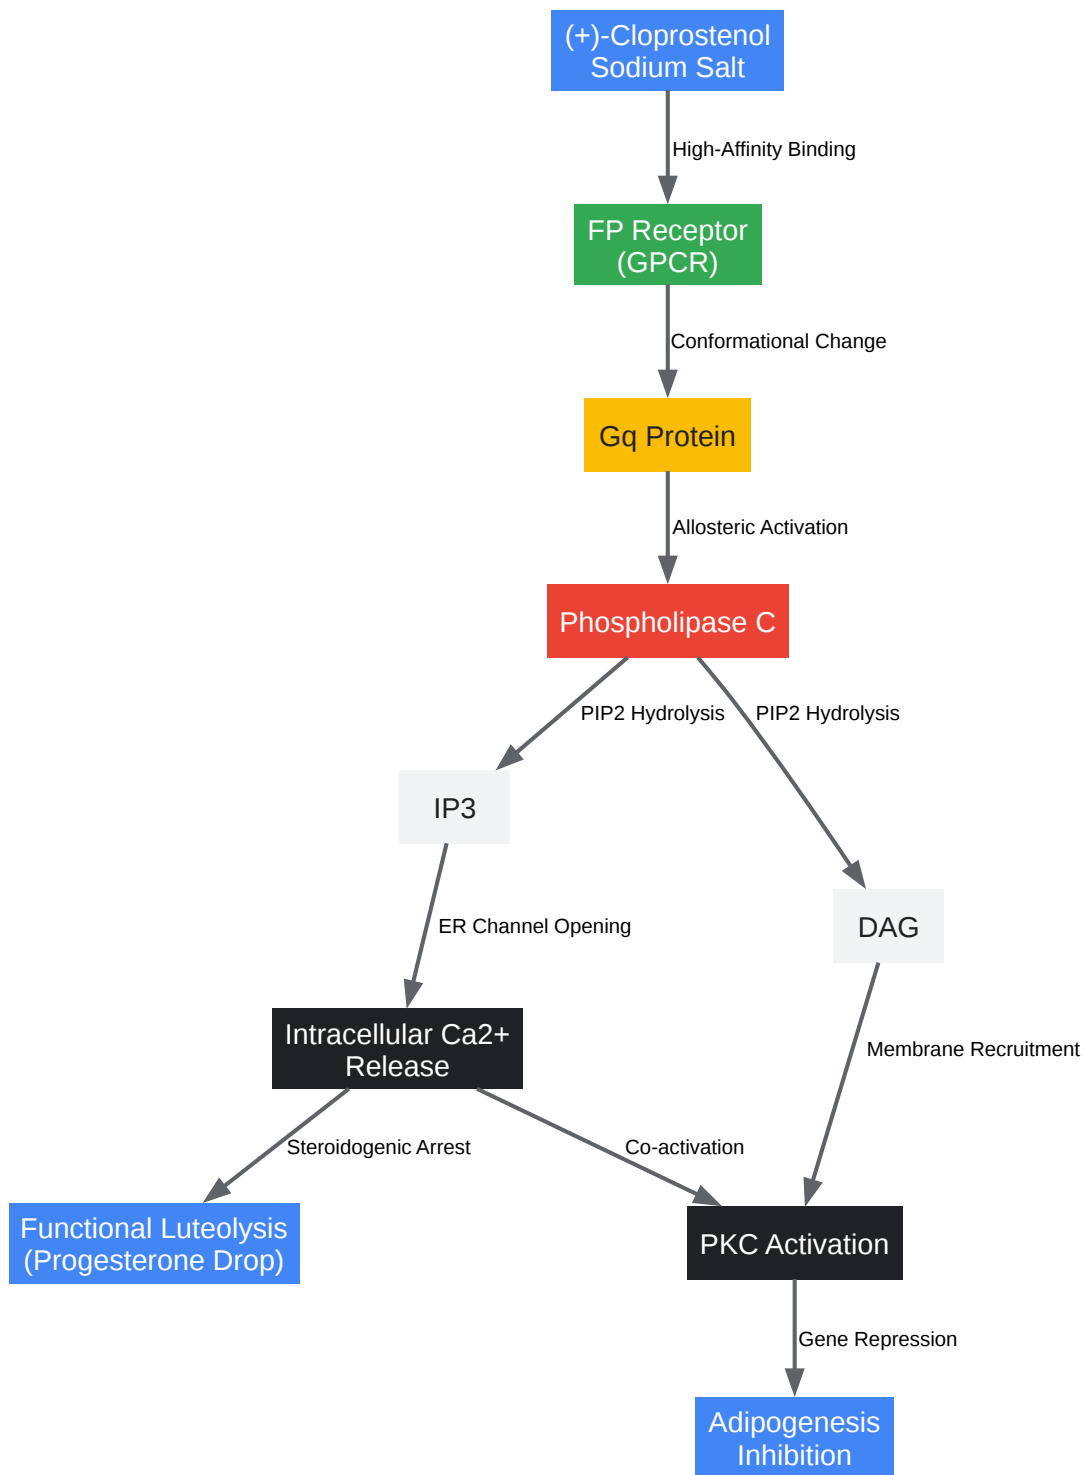 (+)-Cloprostenol
Sodium Salt
High-Affinity Binding
FP Receptor
(GPCR)
Conformational Change
Gq Protein
Allosteric Activation
Phospholipase C
PIP2 Hydrolysis
PIP2 Hydrolysis
IP3
DAG
ER Channel Opening
Intracellular Ca2+
Release
Membrane Recruitment
Steroidogenic Arrest
Co-activation
Functional Luteolysis
(Progesterone Drop)
PKC Activation
Gene Repression
Adipogenesis
Inhibition